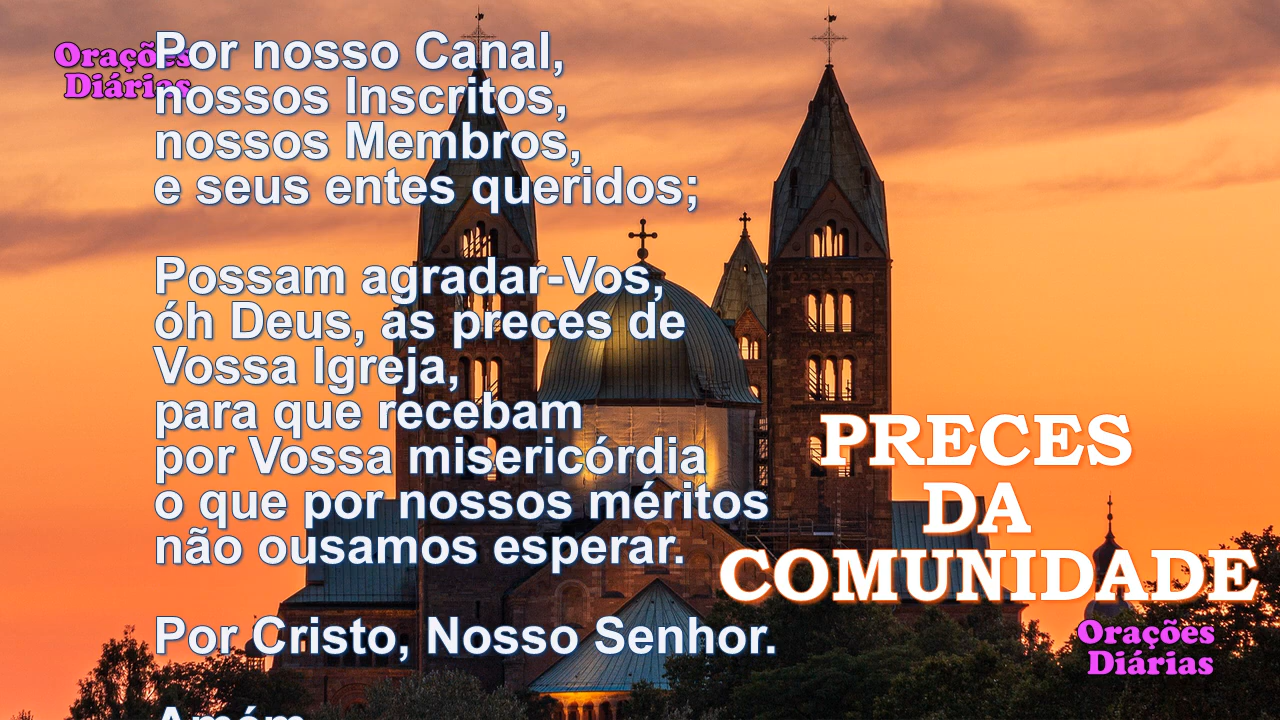 Orações
Diárias
Por nosso Canal,
nossos Inscritos,
nossos Membros,
e seus entes queridos;
Possam agradar-Vos,
óh Deus, as preces de
Vossa Igreja,
para que recebam
por Vossa misericórdia
o que por nossos méritos
não ousamos esperar.
Por Cristo, Nosso Senhor.
Amém
PRECES
DA
COMUNIDADE
Orações
Diárias